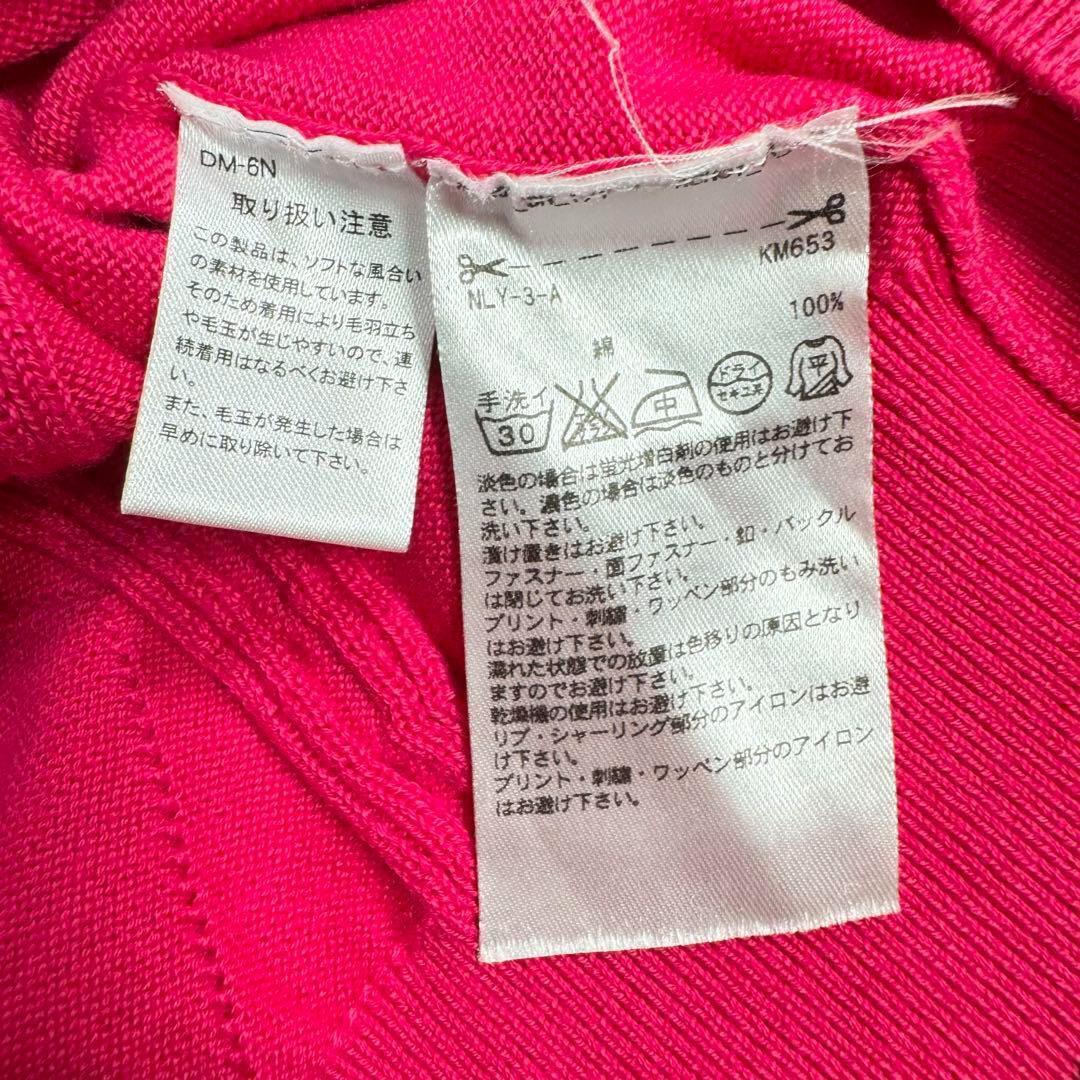 DM-6N
取り扱い注意
この製品は、ソフトな風合い
の素材を使用しています。
そのため着用により毛羽立ち
や毛玉が生じやすいので、連
続着用はなるべくお避け下さ
い。
また、毛玉が発生した場合は
早めに取り除いて下さい。
KM653
NLY-3-A
綿 100%
手洗イ
30
エンソサラシ
中
ドライ
セキユ系
平
淡色の場合は蛍光増白剤の使用はお避け下
さい。濃色の場合は淡色のものと分けてお
洗い下さい。
漬け置きはお避け下さい。
ファスナー・面ファスナー・釦・バックル
は閉じてお洗い下さい。
プリント・刺繍・ワッペン部分のもみ洗い
はお避け下さい。
濡れた状態での放置は色移りの原因となり
ますのでお避け下さい。
乾燥機の使用はお避け下さい。
リブ・シャーリング部分のアイロンはお避
け下さい。
プリント・刺繍・ワッペン部分のアイロン
はお避け下さい。